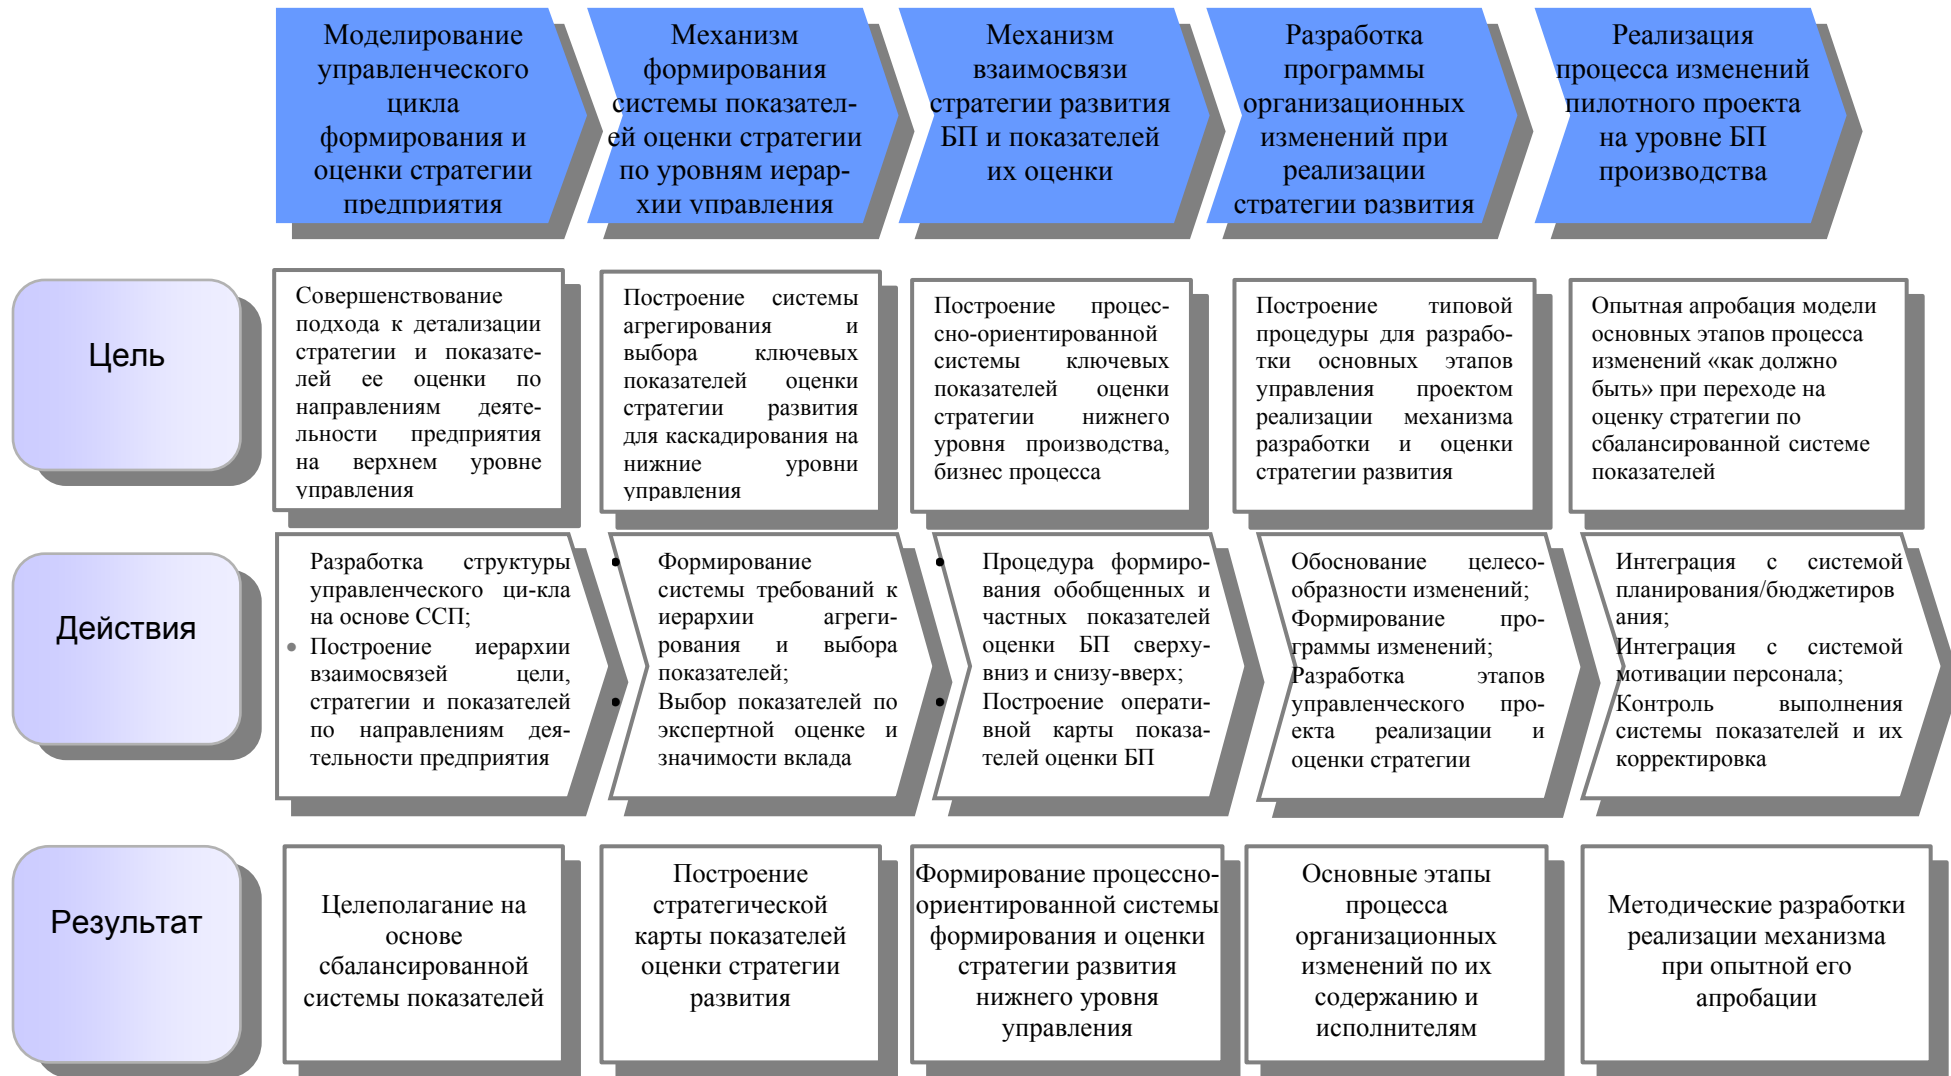 Моделирование
управленческого
цикла
формирования и
оценки стратегии
предприятия
Механизм
формирования
системы показател-
ей оценки стратегии
по уровням иерар-
хии управления
Механизм
взаимосвязи
стратегии развития
БП и показателей
их оценки
Разработка
программы
организационных
изменений при
реализации
стратегии развития
Реализация
процесса изменений
пилотного проекта
на уровне БП
производства
Цель
Совершенствование
подхода к детализации
стратегии и показате-
лей ее оценки по
направлениям деяте-
льности предприятия
на верхнем уровне
управления
Построение системы
агрегирования и
выбора ключевых
показателей оценки
стратегии развития
для каскадирования на
нижние уровни
управления
Построение процес-
сно-ориентированной
системы ключевых
показателей оценки
стратегии нижнего
уровня производства,
бизнес процесса
Построение типовой
процедуры для разрабо-
тки основных этапов
управления проектом
реализации механизма
разработки и оценки
стратегии развития
Опытная апробация модели
основных этапов процесса
изменений «как должно
быть» при переходе на
оценку стратегии по
сбалансированной системе
показателей
Действия
Разработка структуры
управленческого ци-кла
на основе ССП;
• Построение иерархии
взаимосвязей цели,
стратегии и показателей
по направлениям дея-
тельности предприятия
• Формирование
системы требований к
иерархии агреги-
рования и выбора
показателей;
• Выбор показателей по
экспертной оценке и
значимости вклада
• Процедура формиро-
вания обобщенных и
частных показателей
оценки БП сверху-
вниз и снизу-вверх;
• Построение операти-
вной карты показа-
телей оценки БП
Обоснование целесо-
образности изменений;
Формирование про-
граммы изменений;
Разработка этапов
управленческого про-
екта реализации и
оценки стратегии
Интеграция с системой
планирования/бюджетиров
ания;
Интеграция с системой
мотивации персонала;
Контроль выполнения
системы показателей и их
корректировка
Результат
Целеполагание на
основе
сбалансированной
системы показателей
Построение
стратегической
карты показателей
оценки стратегии
развития
Формирование процессно-
ориентированной системы
формирования и оценки
стратегии развития
нижнего уровня
управления
Основные этапы
процесса
организационных
изменений по их
содержанию и
исполнителям
Методические разработки
реализации механизма
при опытной его
апробации